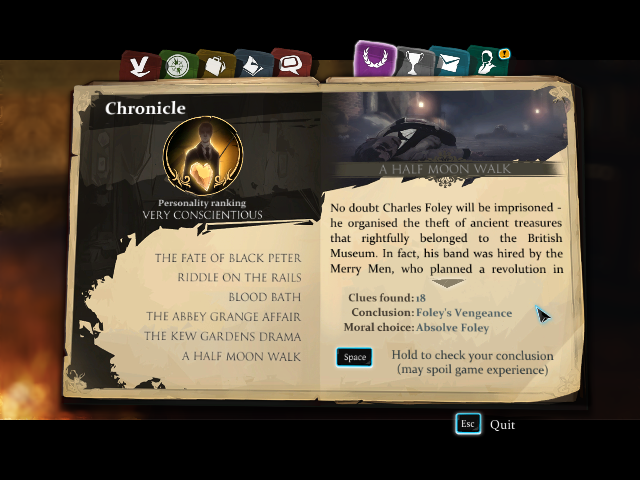 Chronicle
Personality ranking
VERY CONSCIENTIOUS
THE FATE OF BLACK PETER
RIDDLE ON THE RAILS
BLOOD BATH
THE ABBEY GRANGE AFFAIR
THE KEW GARDENS DRAMA
A HALF MOON WALK
A HALF MOON WALK
No doubt Charles Foley will be imprisoned -
he organised the theft of ancient treasures
that rightfully belonged to the British
Museum. In fact, his band was hired by the
Merry Men, who planned a revolution in
Clues found: 18
Conclusion: Foley's Vengeance
Moral choice: Absolve Foley
Space Hold to check your conclusion
(may spoil game experience)
Esc Quit